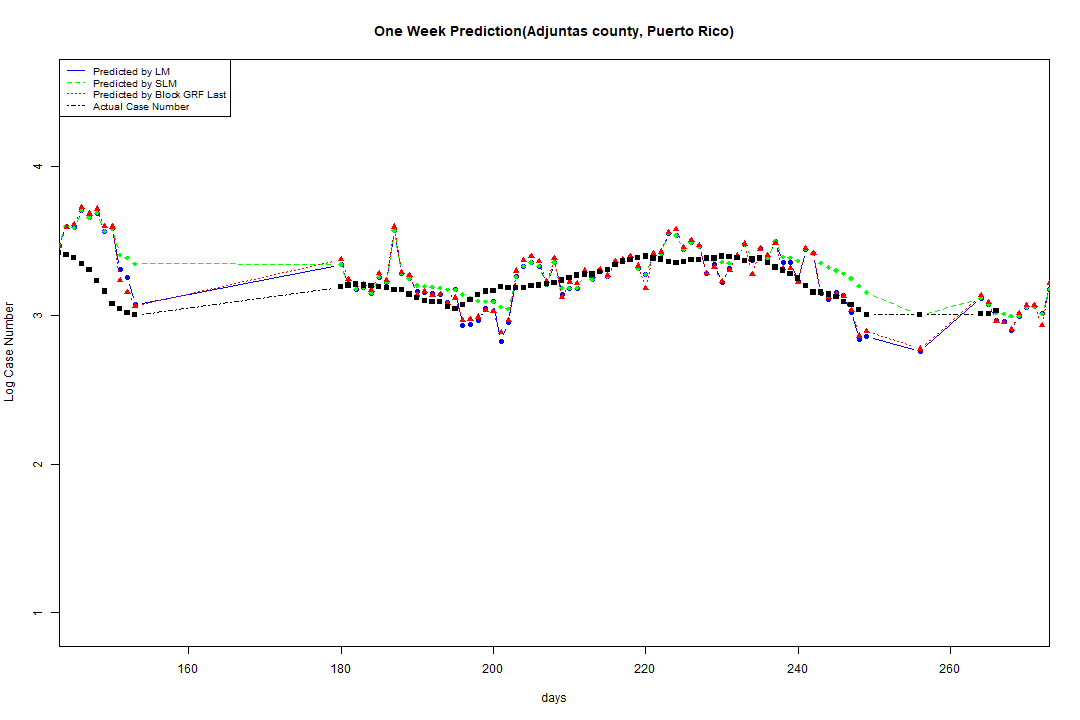 One Week Prediction(Adjuntas county, Puerto Rico)
Predicted by LM
Predicted by SLM
Predicted by Block GRF Last
Actual Case Number
4
3
2
1
Log Case Number
160 180 200 220 240 260
days